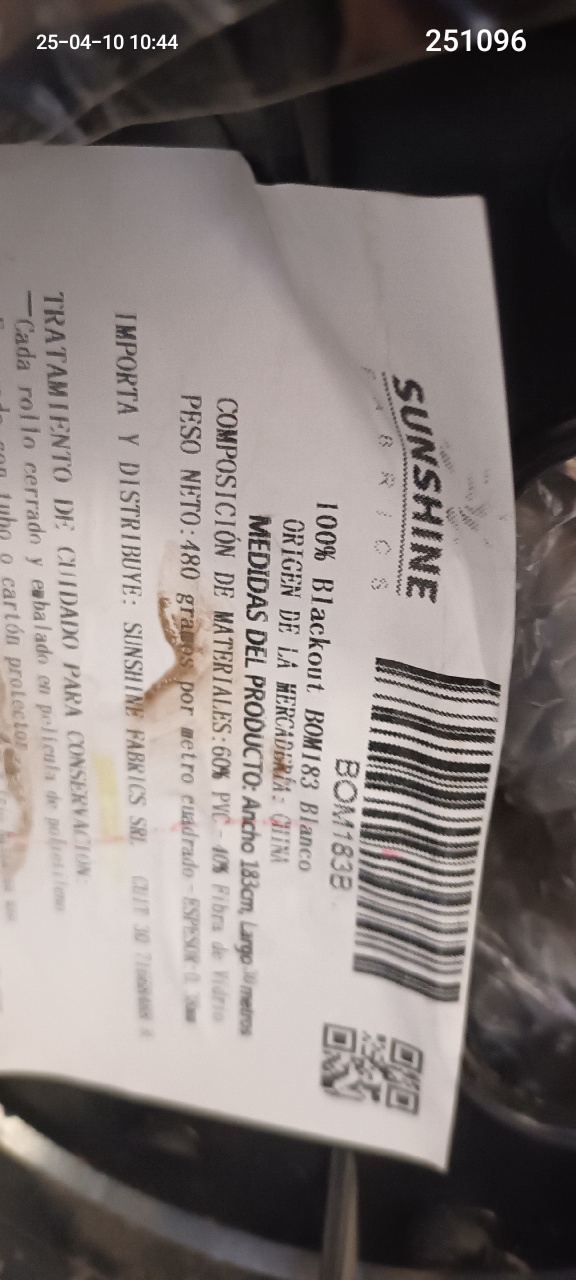 25-04-10 10:44
251096
SUNSHINE
FABRICS
BOM183B
100% Blackout BOM183 Blanco
ORIGEN DE LA MERCADERÍA: CHINA
MEDIDAS DEL PRODUCTO: Ancho 183cm, Largo 30 metros
COMPOSICIÓN DE MATERIALES: 60% PVC - 40% Fibra de Vidrio
PESO NETO: 480 gramos por metro cuadrado - ESPESOR:
IMPORTA Y DISTRIBUYE: SUNSHINE FABRICS SRL CUIT 30
TRATAMIENTO DE CUIDADO PARA CONSERVACIÓN:
—Cada rollo cerrado y embalado en película de polietileno
con tubo o cartón protector